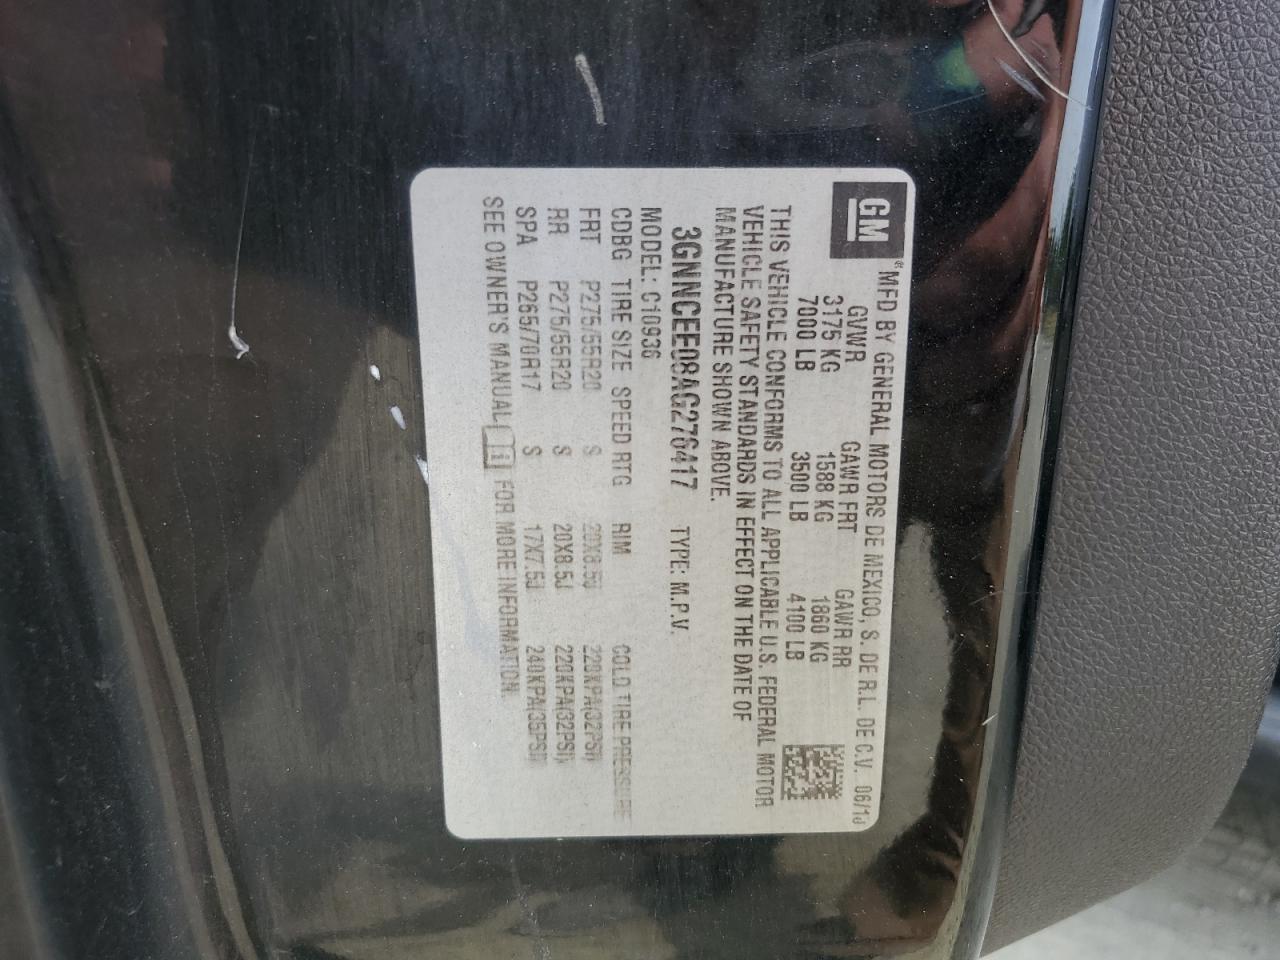 GM
® MFD BY GENERAL MOTORS DE MEXICO, S. DE R.L. DE C.V. 06/10
GVWR GAWR FRT GAWR RR
3175 KG 1588 KG 1860 KG
7000 LB 3500 LB 4100 LB
THIS VEHICLE CONFORMS TO ALL APPLICABLE U.S. FEDERAL MOTOR
VEHICLE SAFETY STANDARDS IN EFFECT ON THE DATE OF
MANUFACTURE SHOWN ABOVE.
3GNNCEE08AG276417 TYPE: M.P.V.
MODEL: C10936
CDBG TIRE SIZE SPEED RTG RIM COLD TIRE PRESSURE
FRT P275/55R20 S 20X8.5J 220KPA(32PSI)
RR P275/55R20 S 20X8.5J 220KPA(32PSI)
SPA P265/70R17 S 17X7.5J 240KPA(35PSI)
SEE OWNER'S MANUAL FOR MORE INFORMATION.